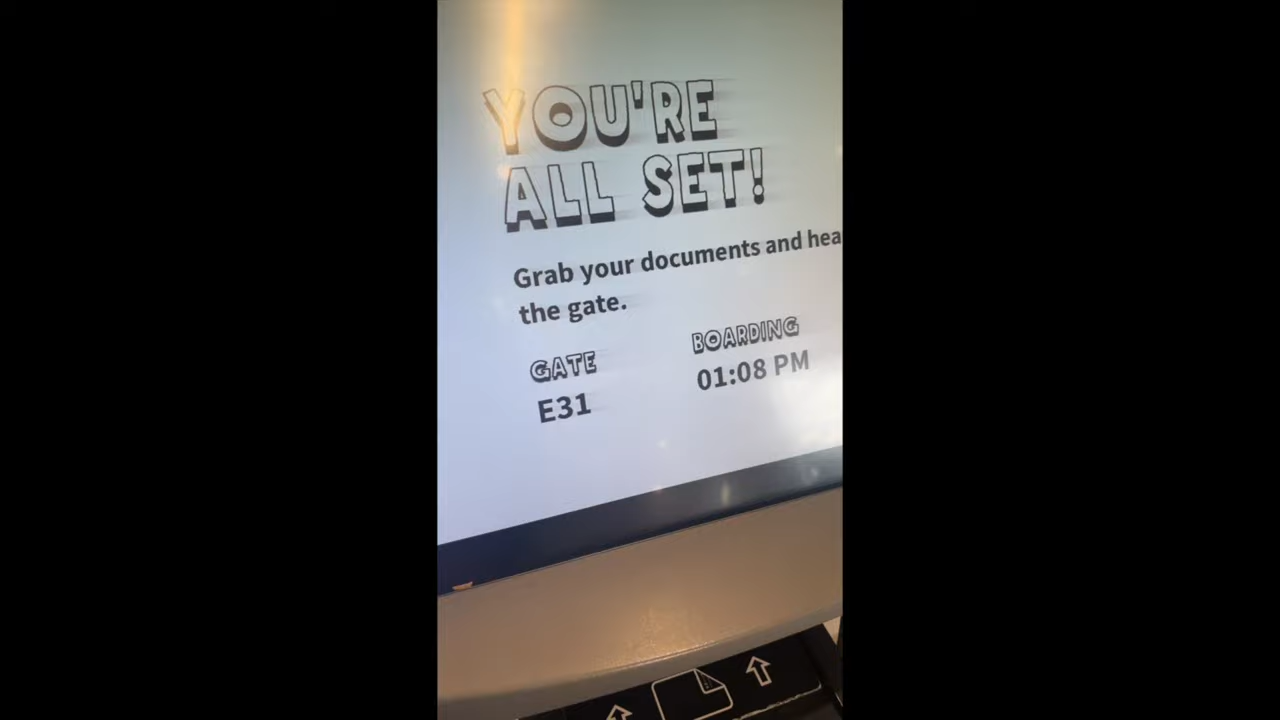 YOU'RE
ALL SET!
Grab your documents and hea
the gate.
GATE
BOARDING
E31
01:08 PM